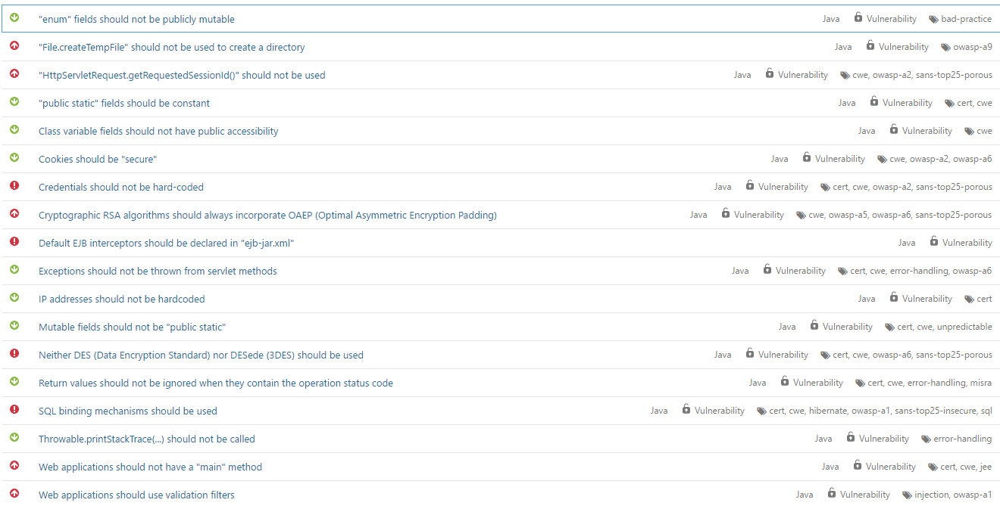 "enum" fields should not be publicly mutable Java Vulnerability bad-practice
"File.createTempFile" should not be used to create a directory Java Vulnerability owasp-a9
"HttpServletRequest.getRequestedSessionId()" should not be used Java Vulnerability cwe, owasp-a2, sans-top25-porous
"public static" fields should be constant Java Vulnerability cert, cwe
Class variable fields should not have public accessibility Java Vulnerability cwe
Cookies should be "secure" Java Vulnerability cwe, owasp-a2, owasp-a6
Credentials should not be hard-coded Java Vulnerability cert, cwe, owasp-a2, sans-top25-porous
Cryptographic RSA algorithms should always incorporate OAEP (Optimal Asymmetric Encryption Padding) Java Vulnerability cwe, owasp-a5, owasp-a6, sans-top25-porous
Default EJB interceptors should be declared in "ejb-jar.xml" Java Vulnerability
Exceptions should not be thrown from servlet methods Java Vulnerability cert, cwe, error-handling, owasp-a6
IP addresses should not be hardcoded Java Vulnerability cert
Mutable fields should not be "public static" Java Vulnerability cert, cwe, unpredictable
Neither DES (Data Encryption Standard) nor DESede (3DES) should be used Java Vulnerability cert, cwe, owasp-a6, sans-top25-porous
Return values should not be ignored when they contain the operation status code Java Vulnerability cert, cwe, error-handling, misra
SQL binding mechanisms should be used Java Vulnerability cert, cwe, hibernate, owasp-a1, sans-top25-insecure, sql
Throwable.printStackTrace(...) should not be called Java Vulnerability error-handling
Web applications should not have a "main" method Java Vulnerability cert, cwe, jee
Web applications should use validation filters Java Vulnerability injection, owasp-a1